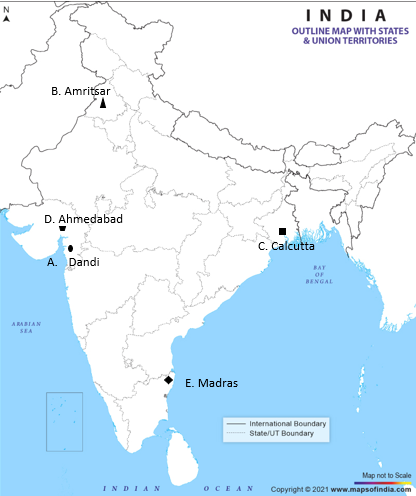 INDIA
OUTLINE MAP WITH STATES
& UNION TERRITORIES
N
B. Amritsar
D. Ahmedabad
A. Dandi
C. Calcutta
BAY
OF
BENGAL
ARABIAN
SEA
E. Madras
International Boundary
State/UT Boundary
Map not to Scale
INDIAN OCEAN
Copyright © 2021 www.mapsofindia.com